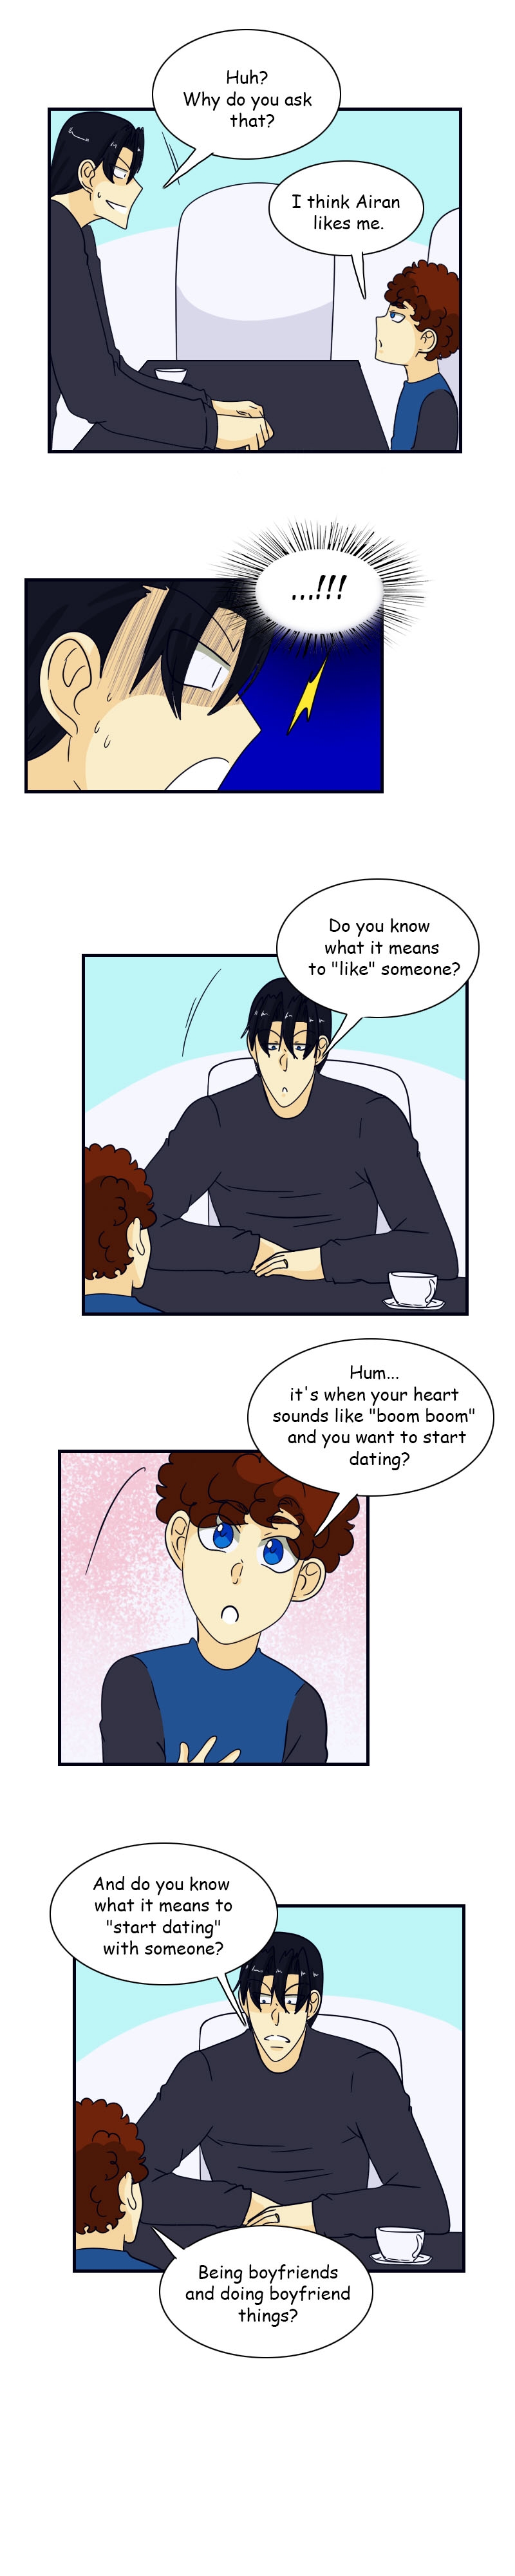 Huh?
Why do you ask
that?
I think Airan
likes me.
...!!!
Do you know
what it means
to "like" someone?
Hum...
it's when your heart
sounds like "boom boom"
and you want to start
dating?
And do you know
what it means to
"start dating"
with someone?
Being boyfriends
and doing boyfriend
things?